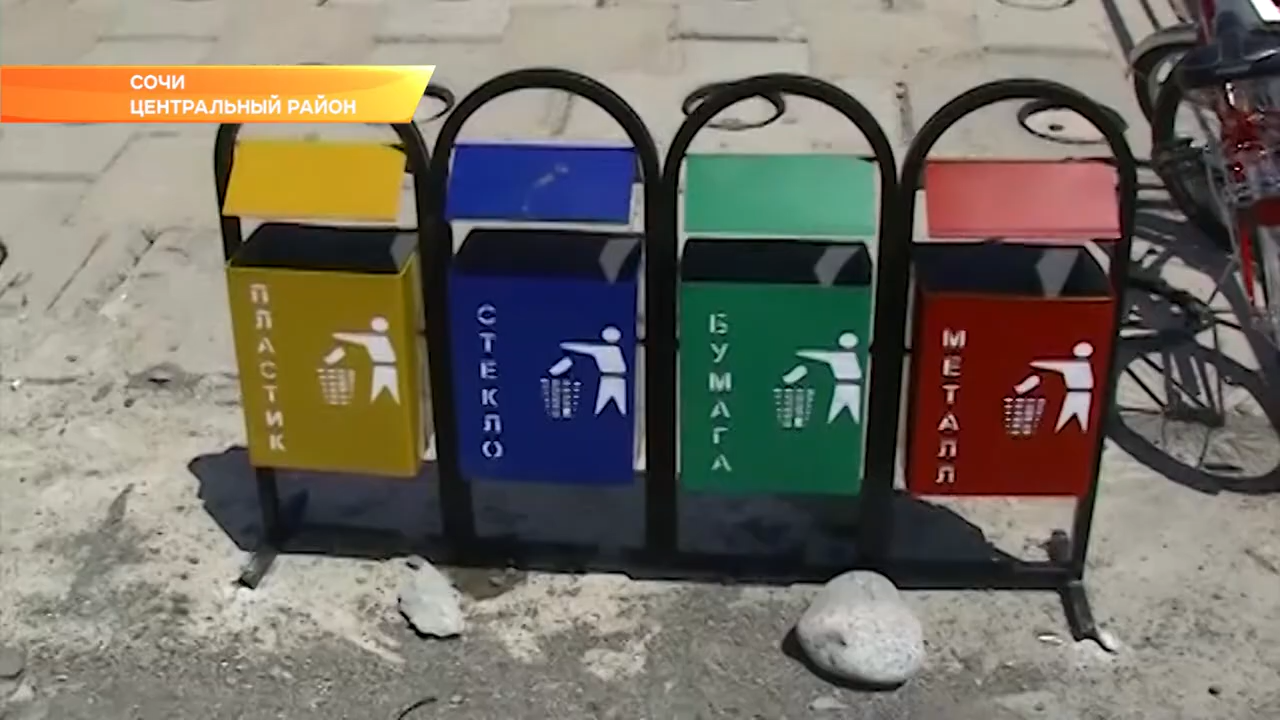 СОЧИ
ЦЕНТРАЛЬНЫЙ РАЙОН
ПЛАСТИК
СТЕКЛО
БУМАГА
МЕТАЛЛ